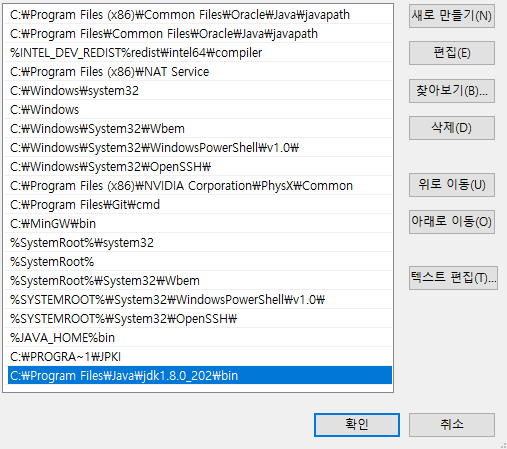 C:₩Program Files (x86)₩Common Files₩Oracle₩Java₩javapath
C:₩Program Files₩Common Files₩Oracle₩Java₩javapath
%INTEL_DEV_REDIST%redist₩intel64₩compiler
C:₩Program Files (x86)₩NAT Service
C:₩Windows₩system32
C:₩Windows
C:₩Windows₩System32₩Wbem
C:₩Windows₩System32₩WindowsPowerShell₩v1.0₩
C:₩Windows₩System32₩OpenSSH₩
C:₩Program Files (x86)₩NVIDIA Corporation₩PhysX₩Common
C:₩Program Files₩Git₩cmd
C:₩MinGW₩bin
%SystemRoot%₩system32
%SystemRoot%
%SystemRoot%₩System32₩Wbem
%SYSTEMROOT%₩System32₩WindowsPowerShell₩v1.0₩
%SYSTEMROOT%₩System32₩OpenSSH₩
%JAVA_HOME%bin
C:₩PROGRA~1₩JPKI
C:₩Program Files₩Java₩jdk1.8.0_202₩bin
새로 만들기(N)
편집(E)
찾아보기(B)...
삭제(D)
위로 이동(U)
아래로 이동(O)
텍스트 편집(T)...
확인
취소